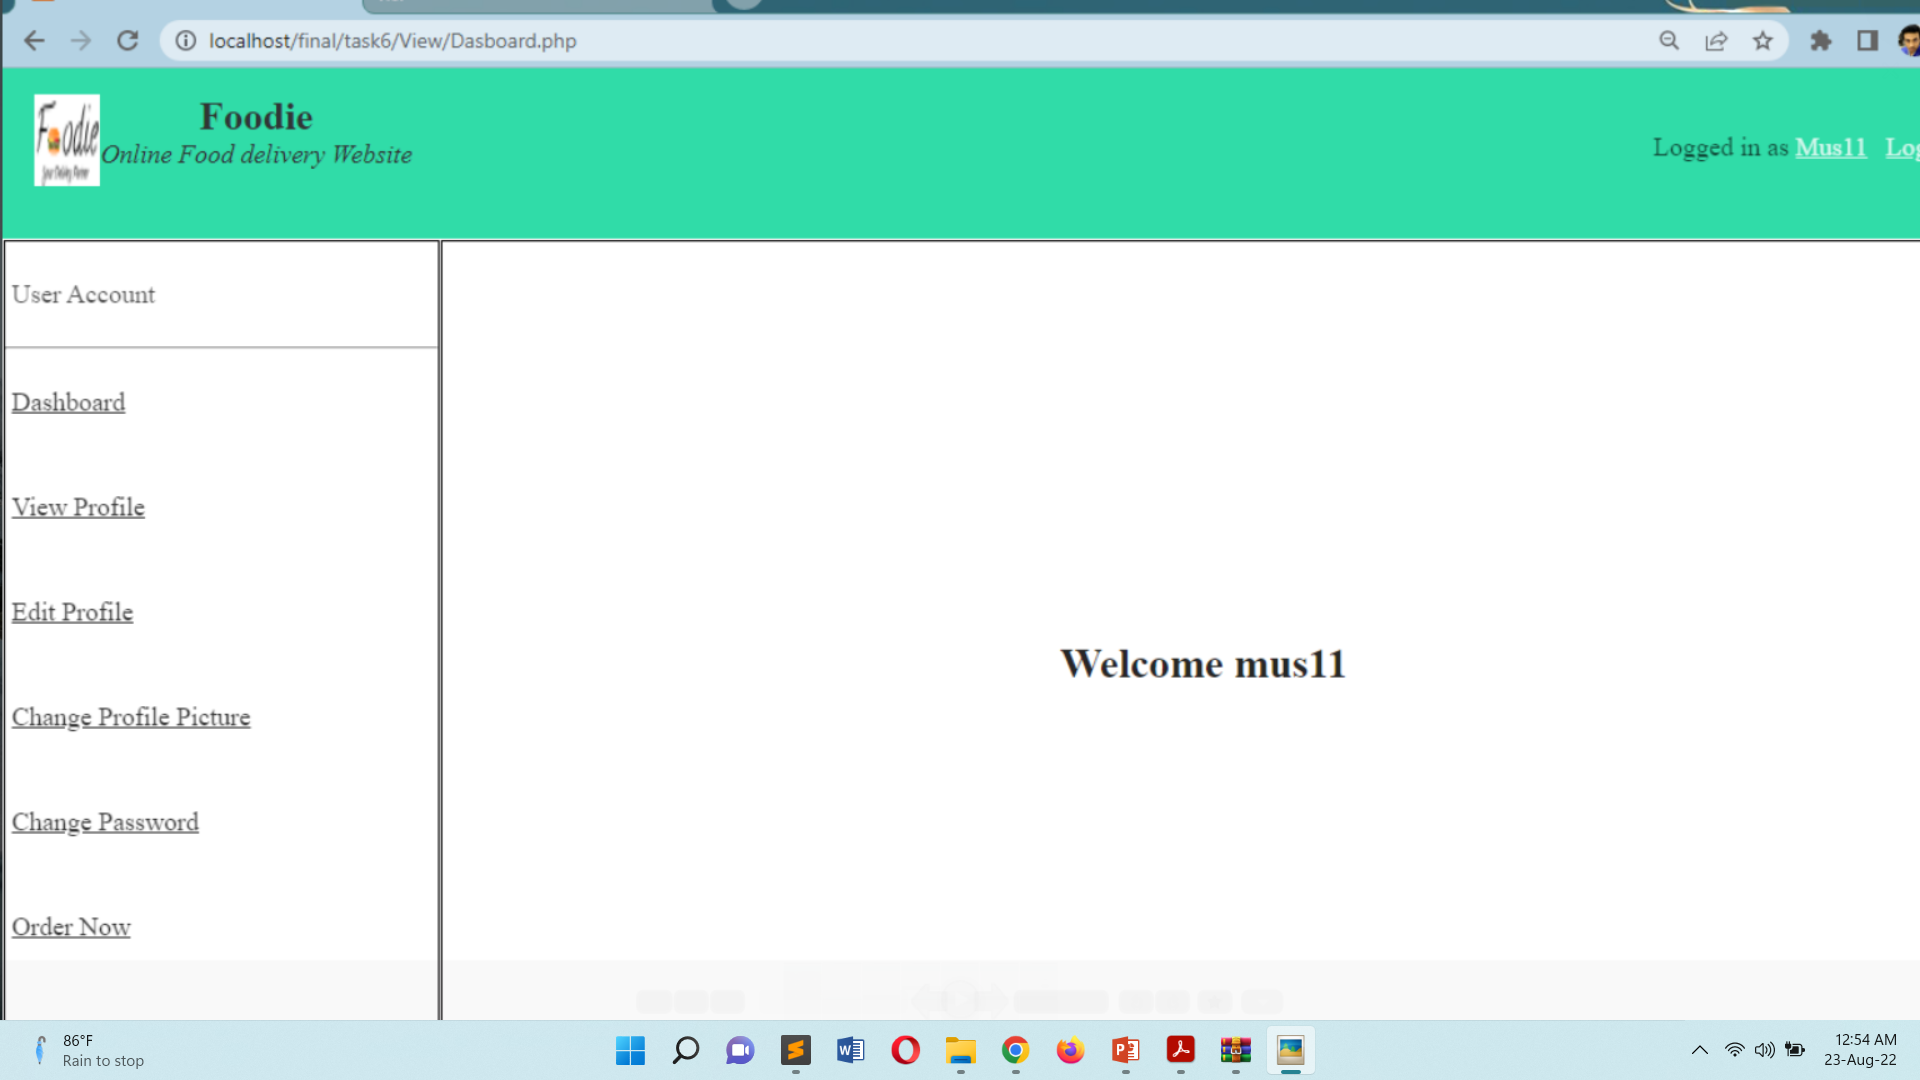 localhost/final/task6/View/Dasboard.php
Foodie
Foodie
Online Food delivery Website
Logged in as Mus11
User Account
Dashboard
View Profile
Edit Profile
Change Profile Picture
Welcome mus11
Change Password
Order Now
86°F
Rain to stop
12:54 AM
23-Aug-22